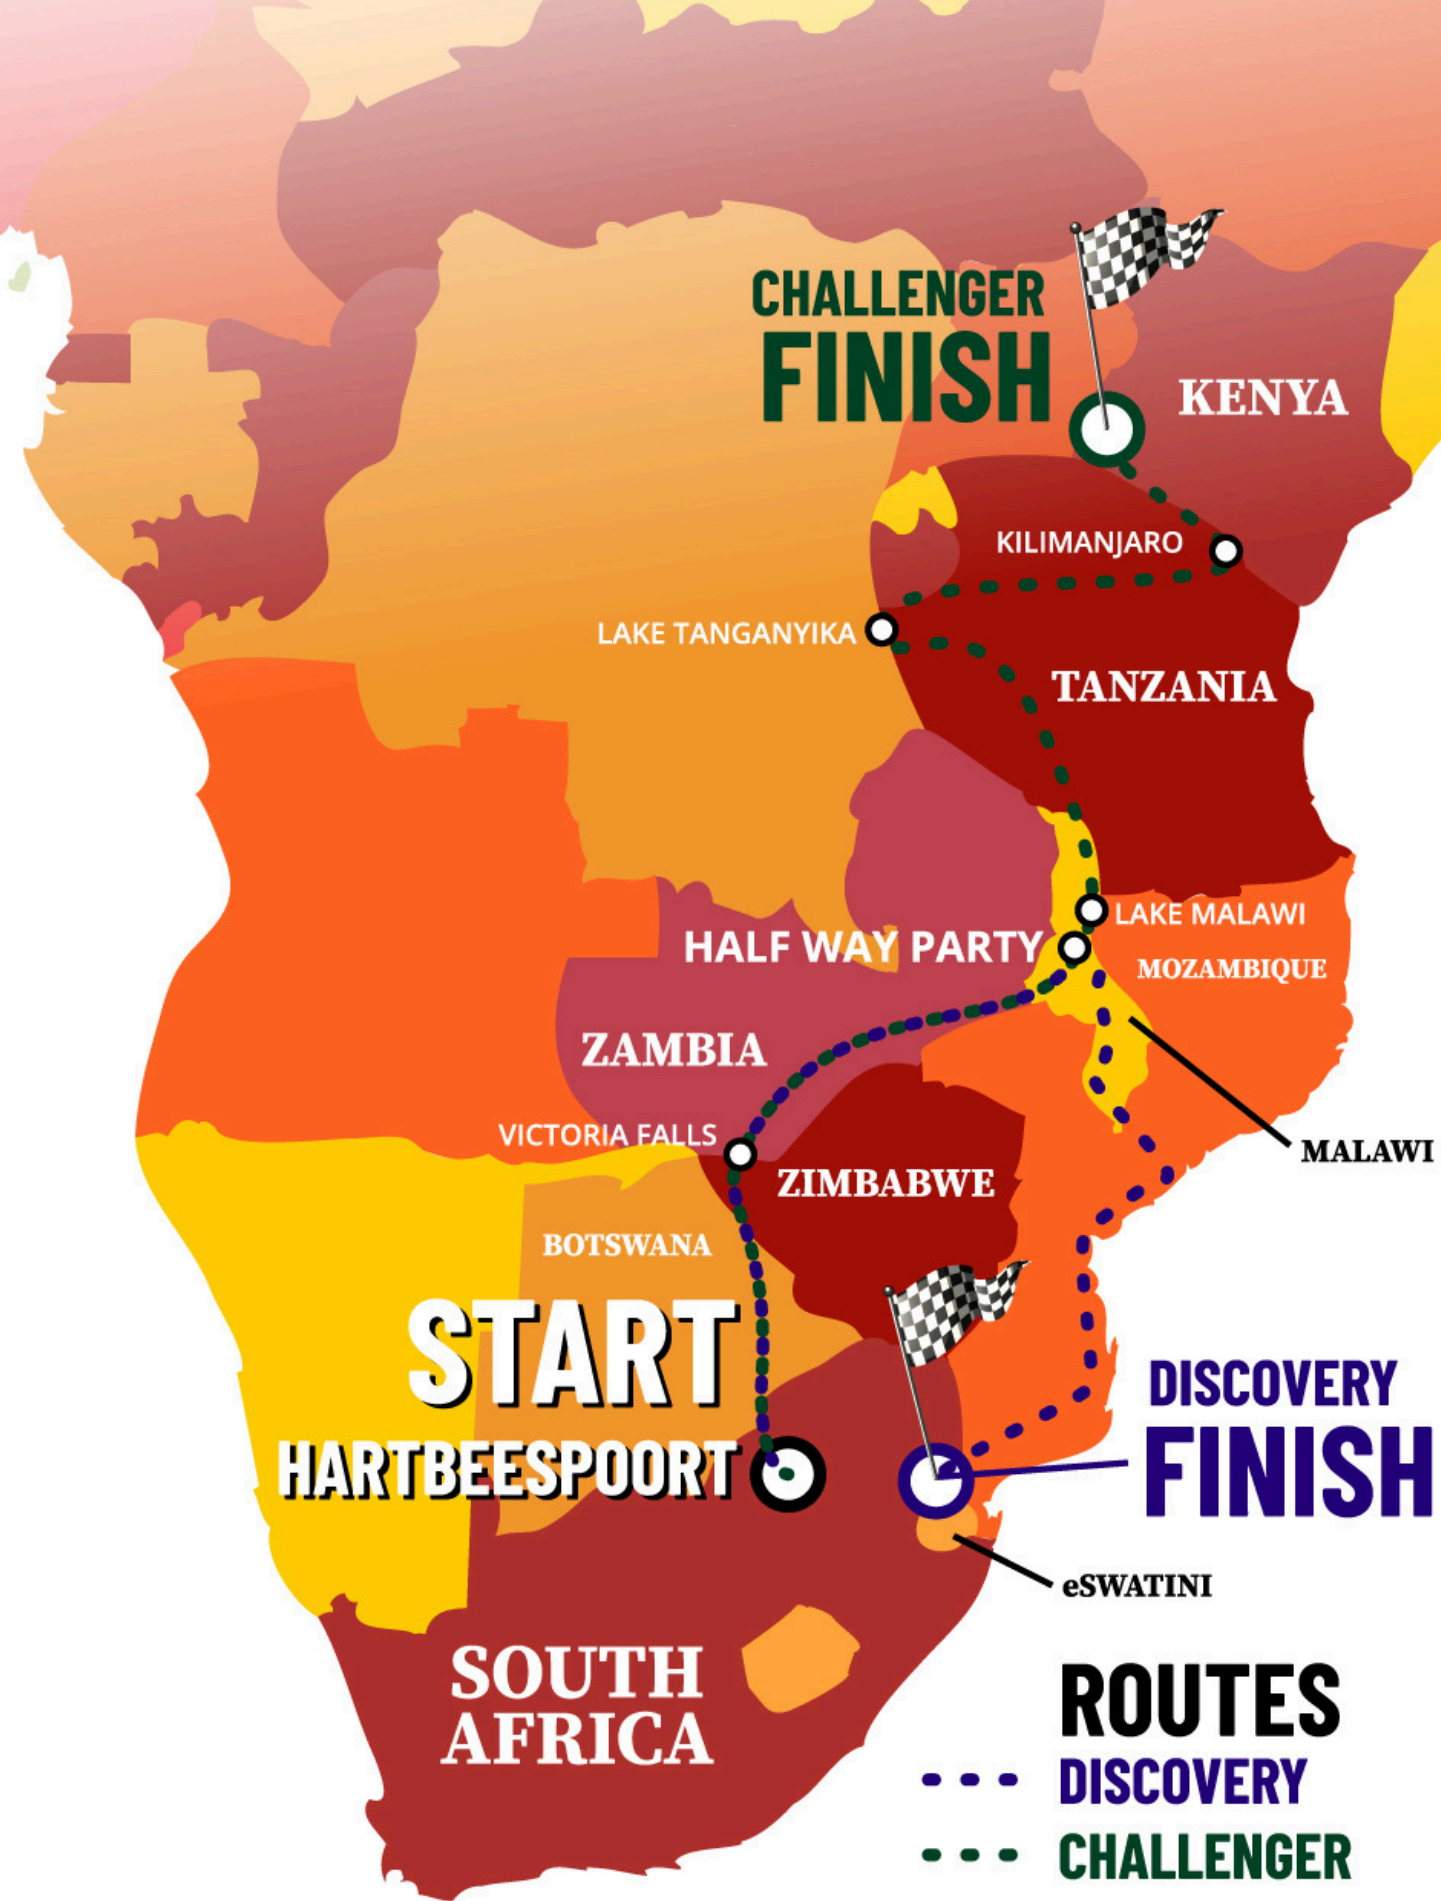 CHALLENGER
FINISH
KENYA
KILIMANJARO
LAKE TANGANYIKA
TANZANIA
LAKE MALAWI
HALF WAY PARTY
MOZAMBIQUE
ZAMBIA
VICTORIA FALLS
MALAWI
ZIMBABWE
BOTSWANA
START
HARTBEESPOORT
DISCOVERY
FINISH
eSWATINI
SOUTH
AFRICA
ROUTES
DISCOVERY
CHALLENGER